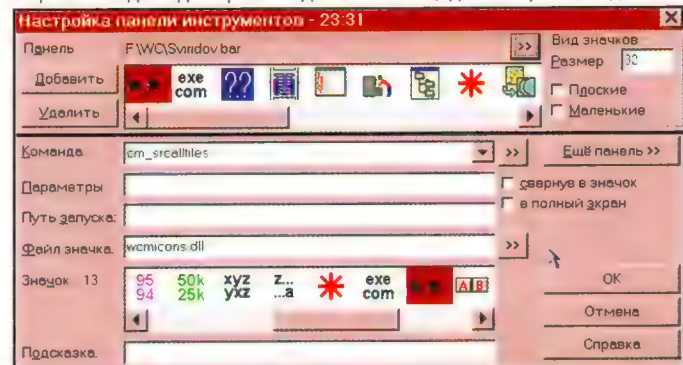 Настройка панели инструментов - 23:31
Панель F:\WC\Sviridov.bar >> Вид значков
Размер 32
Добавить exe com ?? Плоские
Удалить Маленькие
Команда cm_srcallfiles >> Ещё панель >>
Параметры свернув в значок
Путь запуска: в полный экран
Файл значка: wcmicons.dll >>
Значок 13 95 94 50k 25k xyz yxz z... ...a exe com A B OK
Отмена
Подсказка: Справка